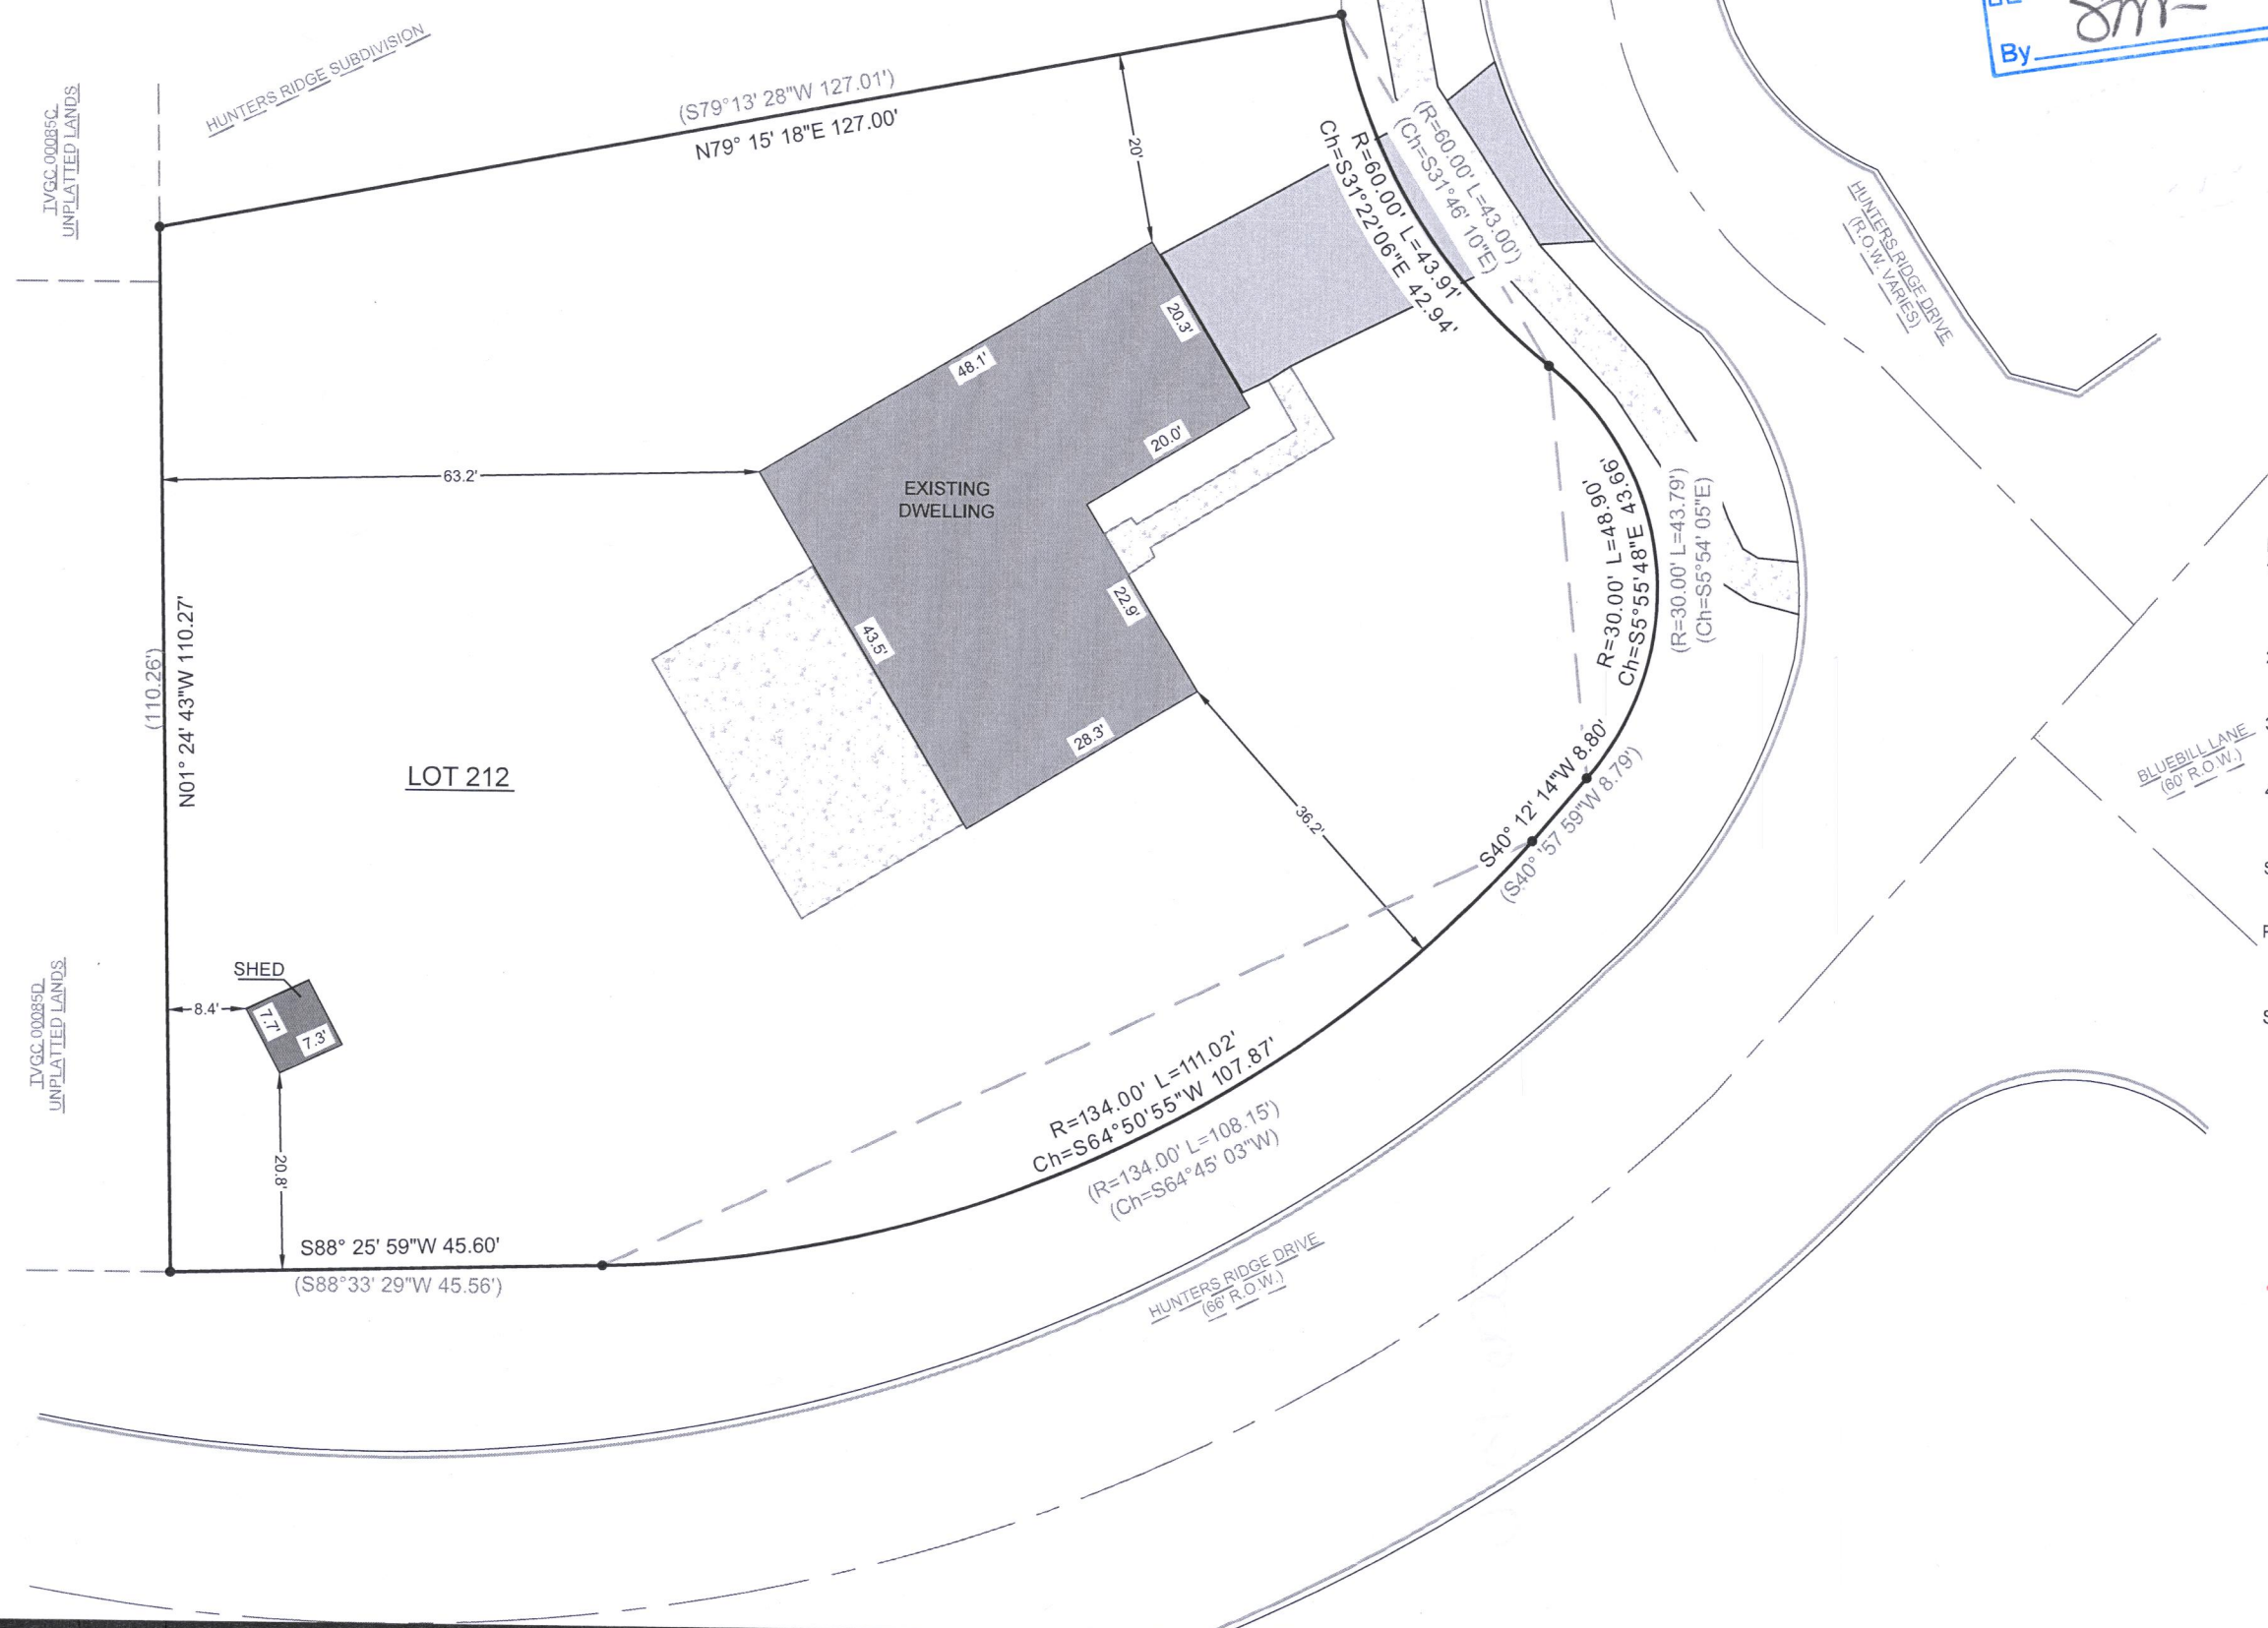 HUNTERS RIDGE SUBDIVISION
IVGC 00085C
UNPLATTED LANDS
(S79°13' 28"W 127.01')
N79° 15' 18"E 127.00'
20'
By
(R=60.00' L=43.00')
(Ch=S31°46' 10"E)
R=60.00' L=43.91'
Ch=S31°22'06"E 42.94'
HUNTERS RIDGE DRIVE
(R.O.W. VARIES)
20.3'
48.1'
20.0'
63.2'
EXISTING
DWELLING
R=30.00' L=48.90'
Ch=S5°55'48"E 43.66'
(R=30.00' L=43.79')
(Ch=S5°54' 05"E)
22.9'
43.5'
28.3'
(110.26')
N01° 24' 43"W 110.27'
LOT 212
36.2'
S40° 12' 14"W 8.80'
(S40° '57 59"W 8.79')
BLUEBILL LANE
(60' R.O.W.)
SHED
8.4'
7.7'
7.3'
IVGC 00085D
UNPLATTED LANDS
20.8'
R=134.00' L=111.02'
Ch=S64°50'55"W 107.87'
(R=134.00' L=108.15')
(Ch=S64°45' 03"W)
S88° 25' 59"W 45.60'
(S88°33' 29"W 45.56')
HUNTERS RIDGE DRIVE
(66' R.O.W.)